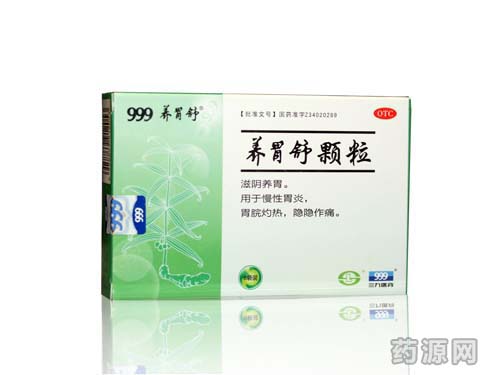 999 养胃舒®
【批准文号】国药准字Z34020289
OTC
养胃舒颗粒
滋阴养胃。
用于慢性胃炎，
胃脘灼热，隐隐作痛。
999
999
三九医药
药源网